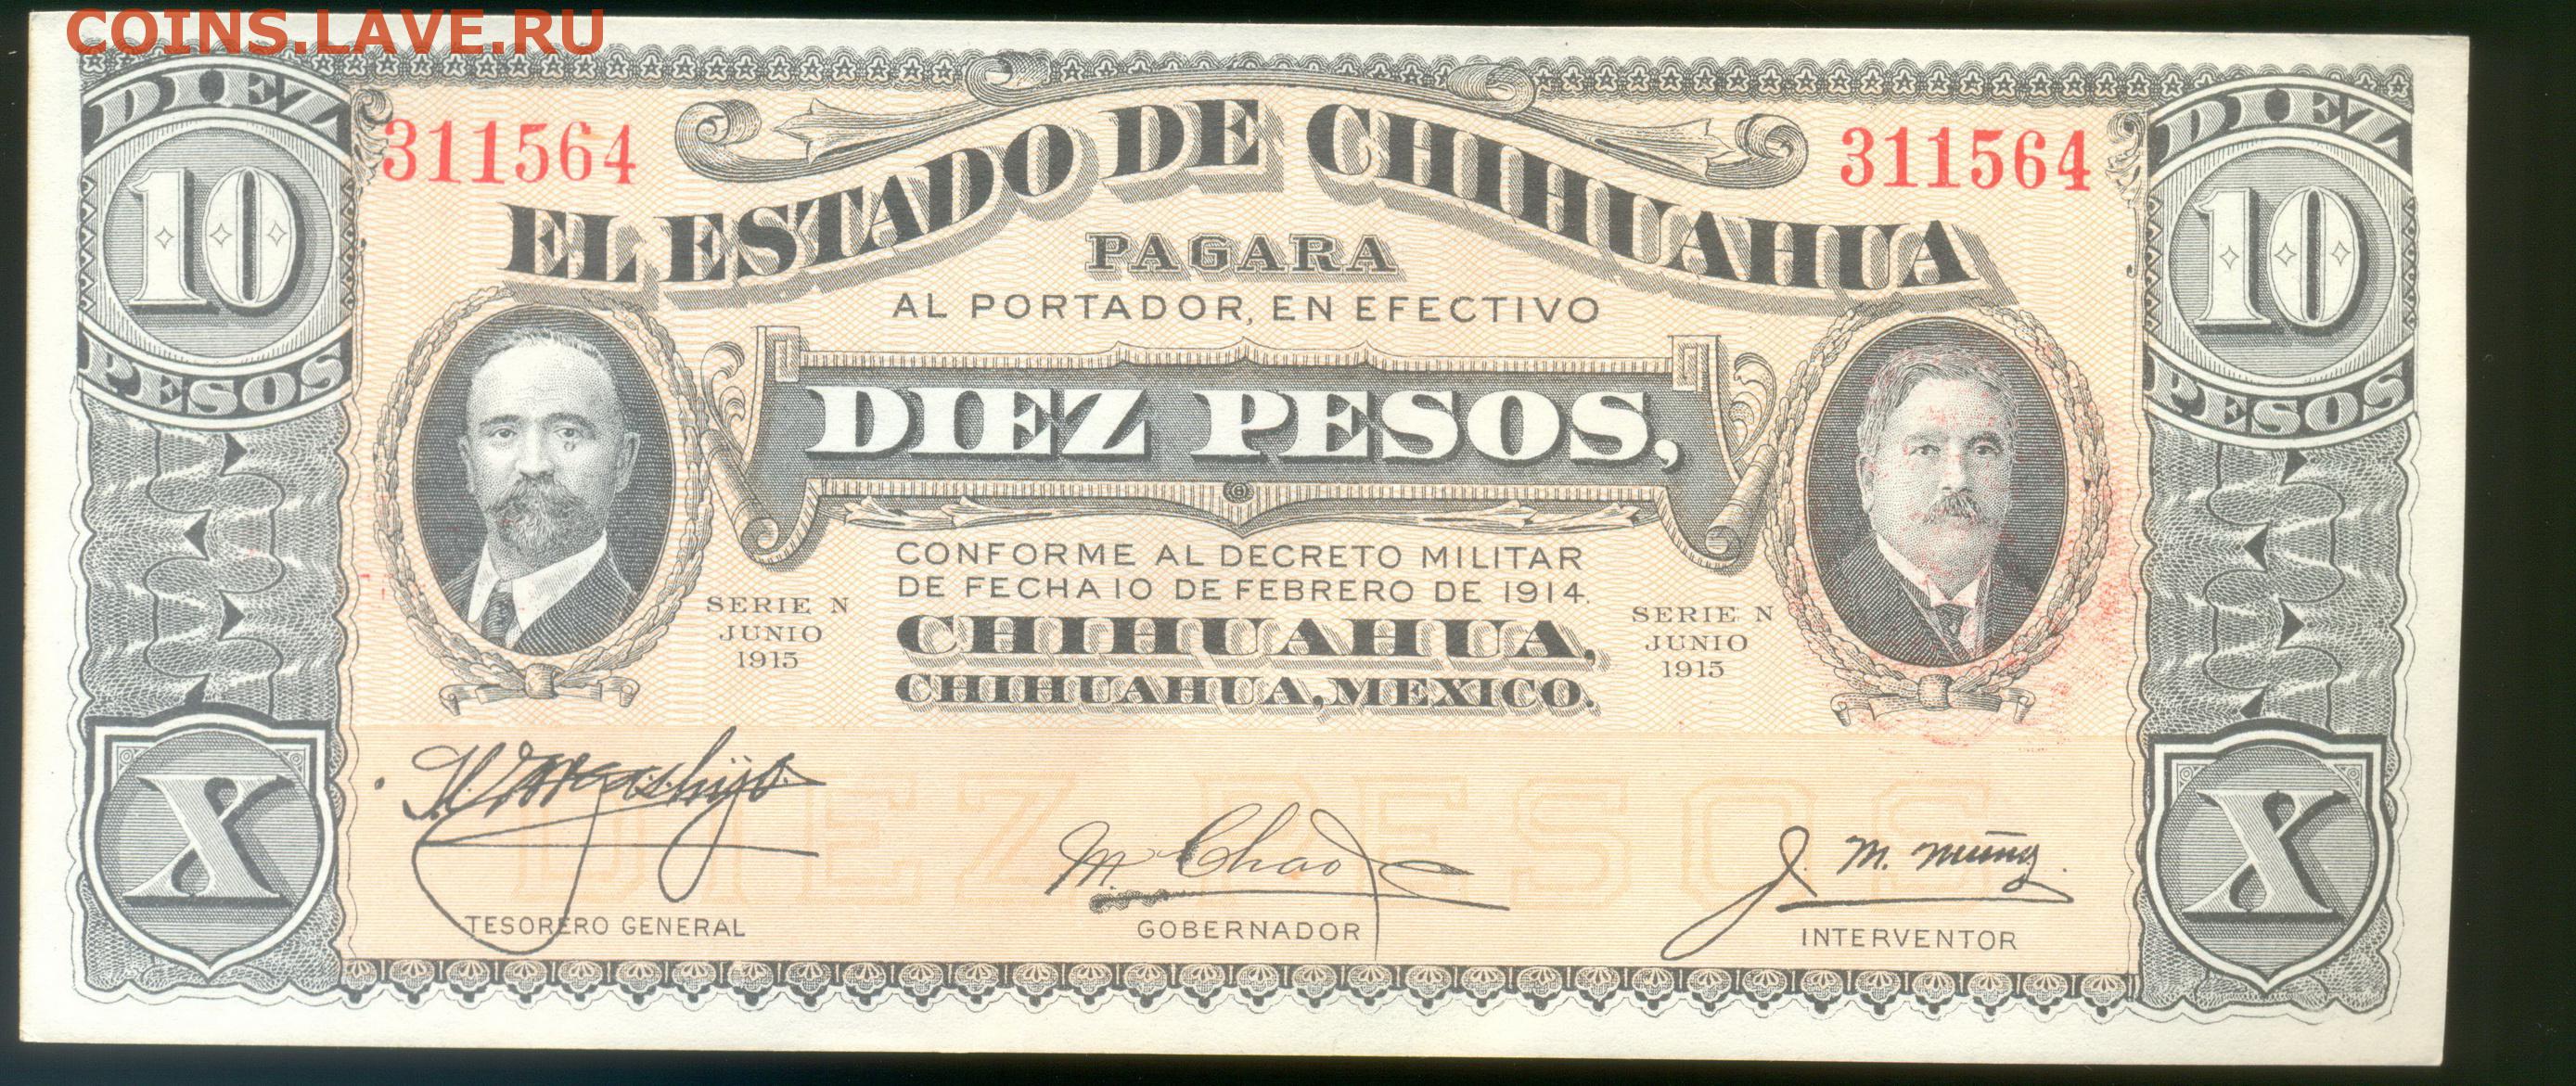 COINS.LAVE.RU
DIEZ
10
PESOS
311564
EL ESTADO DE CHIHUAHUA
311564
DIEZ
10
PESOS
PAGARA
AL PORTADOR, EN EFECTIVO
DIEZ PESOS,
CONFORME AL DECRETO MILITAR
DE FECHA 10 DE FEBRERO DE 1914.
SERIE N
JUNIO
1915
CHIHUAHUA,
CHIHUAHUA, MEXICO.
SERIE N
JUNIO
1915
DIEZ PESOS
X
TESORERO GENERAL
M Chao
GOBERNADOR
J. M. Muñoz
INTERVENTOR
X